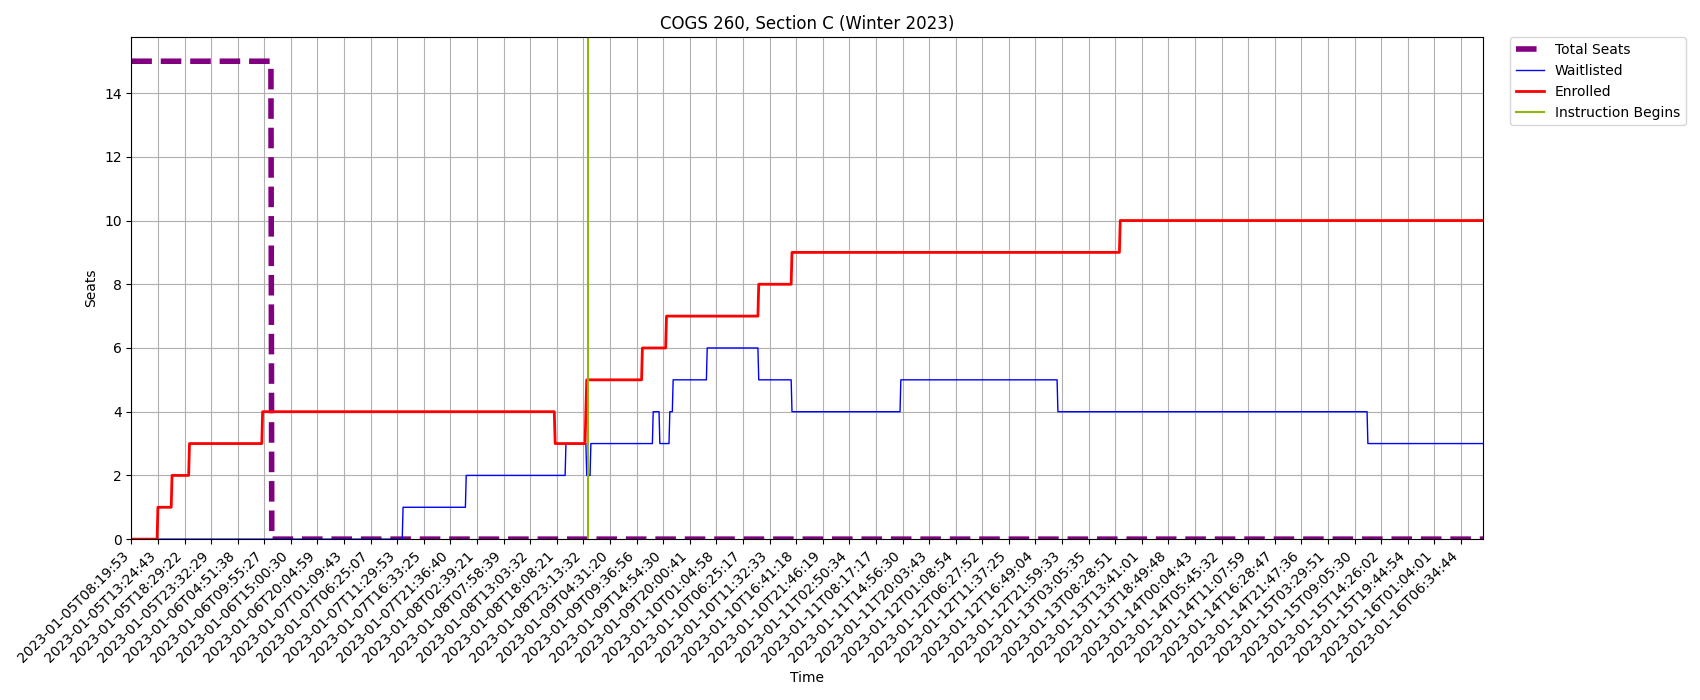 COGS 260, Section C (Winter 2023)
Total Seats
Waitlisted
Enrolled
Instruction Begins
Seats
14
12
10
8
6
4
2
0
2023-01-05T08:19:53
2023-01-05T13:24:43
2023-01-05T18:29:22
2023-01-05T23:32:29
2023-01-06T04:51:38
2023-01-06T09:55:27
2023-01-06T15:00:30
2023-01-06T20:04:59
2023-01-07T01:09:43
2023-01-07T06:25:07
2023-01-07T11:29:53
2023-01-07T16:33:25
2023-01-07T21:36:40
2023-01-08T02:39:21
2023-01-08T07:58:39
2023-01-08T13:03:32
2023-01-08T18:08:21
2023-01-08T23:13:32
2023-01-09T04:31:20
2023-01-09T09:36:56
2023-01-09T14:54:30
2023-01-09T20:00:41
2023-01-10T01:04:58
2023-01-10T06:25:17
2023-01-10T11:32:33
2023-01-10T16:41:18
2023-01-10T21:46:19
2023-01-11T02:50:34
2023-01-11T08:17:17
2023-01-11T14:56:30
2023-01-11T20:03:43
2023-01-12T01:08:54
2023-01-12T06:27:52
2023-01-12T11:37:25
2023-01-12T16:49:04
2023-01-12T21:59:33
2023-01-13T03:05:35
2023-01-13T08:28:51
2023-01-13T13:41:01
2023-01-13T18:49:48
2023-01-14T00:04:43
2023-01-14T05:45:32
2023-01-14T11:07:59
2023-01-14T16:28:47
2023-01-14T21:47:36
2023-01-15T03:29:51
2023-01-15T09:05:30
2023-01-15T14:26:02
2023-01-15T19:44:54
2023-01-16T01:04:01
2023-01-16T06:34:44
Time